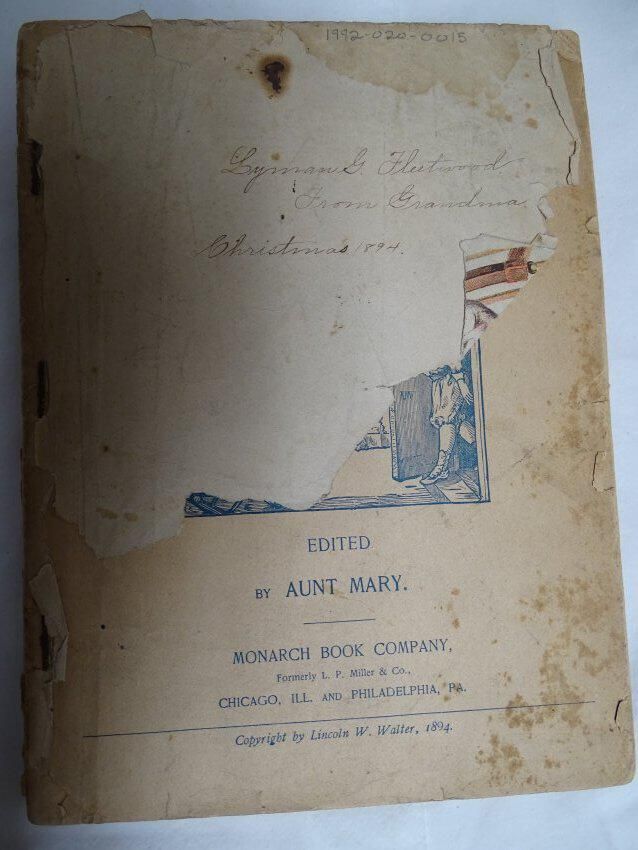 1992-020-0015
Lyman G. Fleetwood
From Grandma
Christmas 1894.
EDITED
BY AUNT MARY.
MONARCH BOOK COMPANY,
Formerly L. P. Miller & Co.,
CHICAGO, ILL. AND PHILADELPHIA, PA.
Copyright by Lincoln W. Walter, 1894.